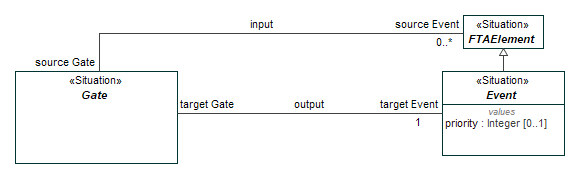 input
source Event
«Situation»
FTAElement
0..*
source Gate
«Situation»
Gate
target Gate
output
target Event
1
«Situation»
Event
values
priority : Integer [0..1]